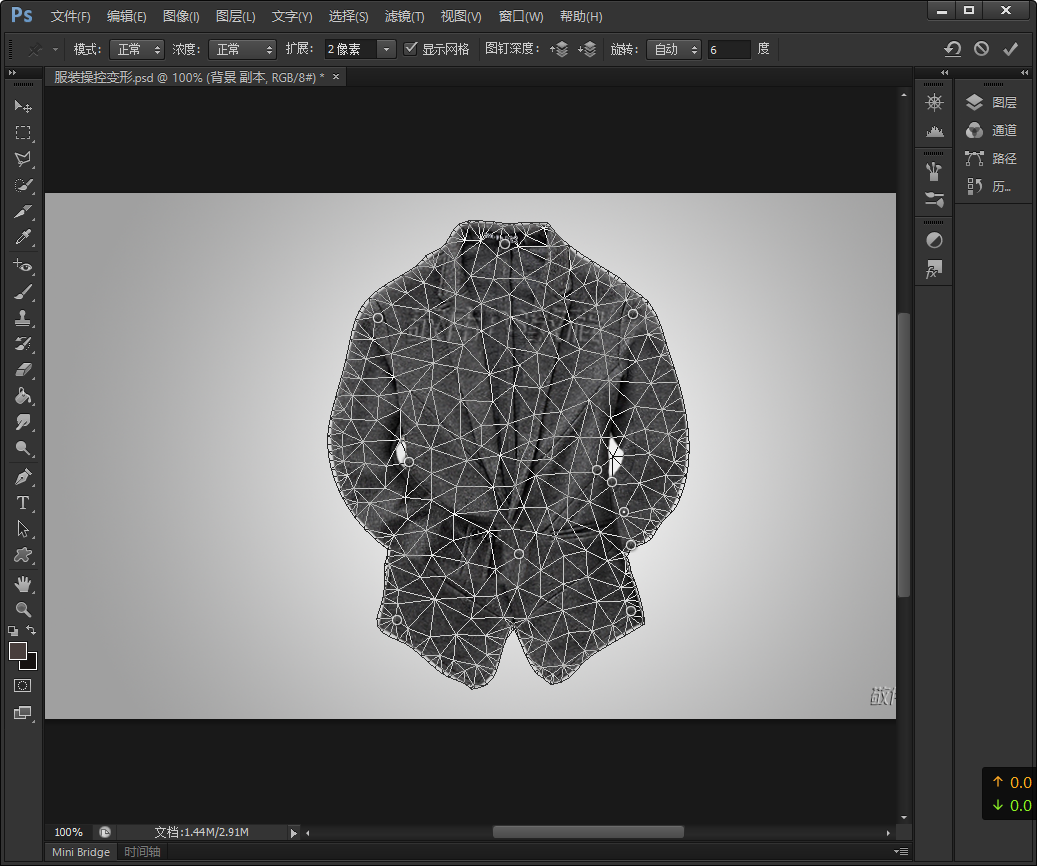 Ps 文件(F) 编辑(E) 图像(I) 图层(L) 文字(Y) 选择(S) 滤镜(T) 视图(V) 窗口(W) 帮助(H)
模式: 正常 浓度: 正常 扩展: 2 像素 显示网格 图钉深度: 旋转: 自动 6 度
服装操控变形.psd @ 100% (背景 副本, RGB/8#) * ×
图层
通道
路径
历...
fx
T
↑ 0.0
↓ 0.0
100% 文档:1.44M/2.91M
Mini Bridge 时间轴